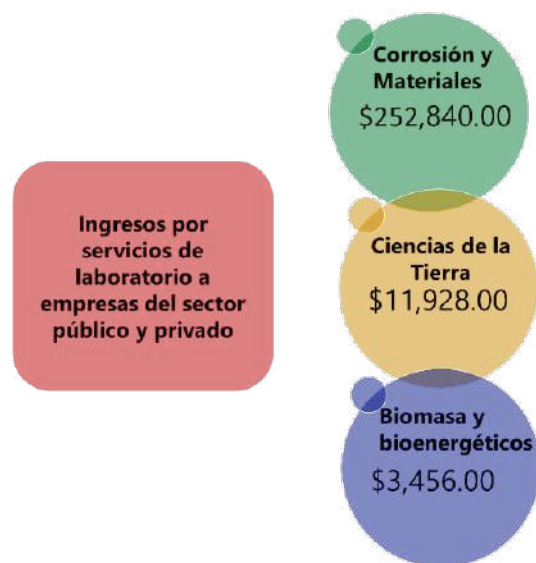 Ingresos por
servicios de
laboratorio a
empresas del sector
público y privado
Corrosión y
Materiales
$252,840.00
Ciencias de la
Tierra
$11,928.00
Biomasa y
bioenergéticos
$3,456.00